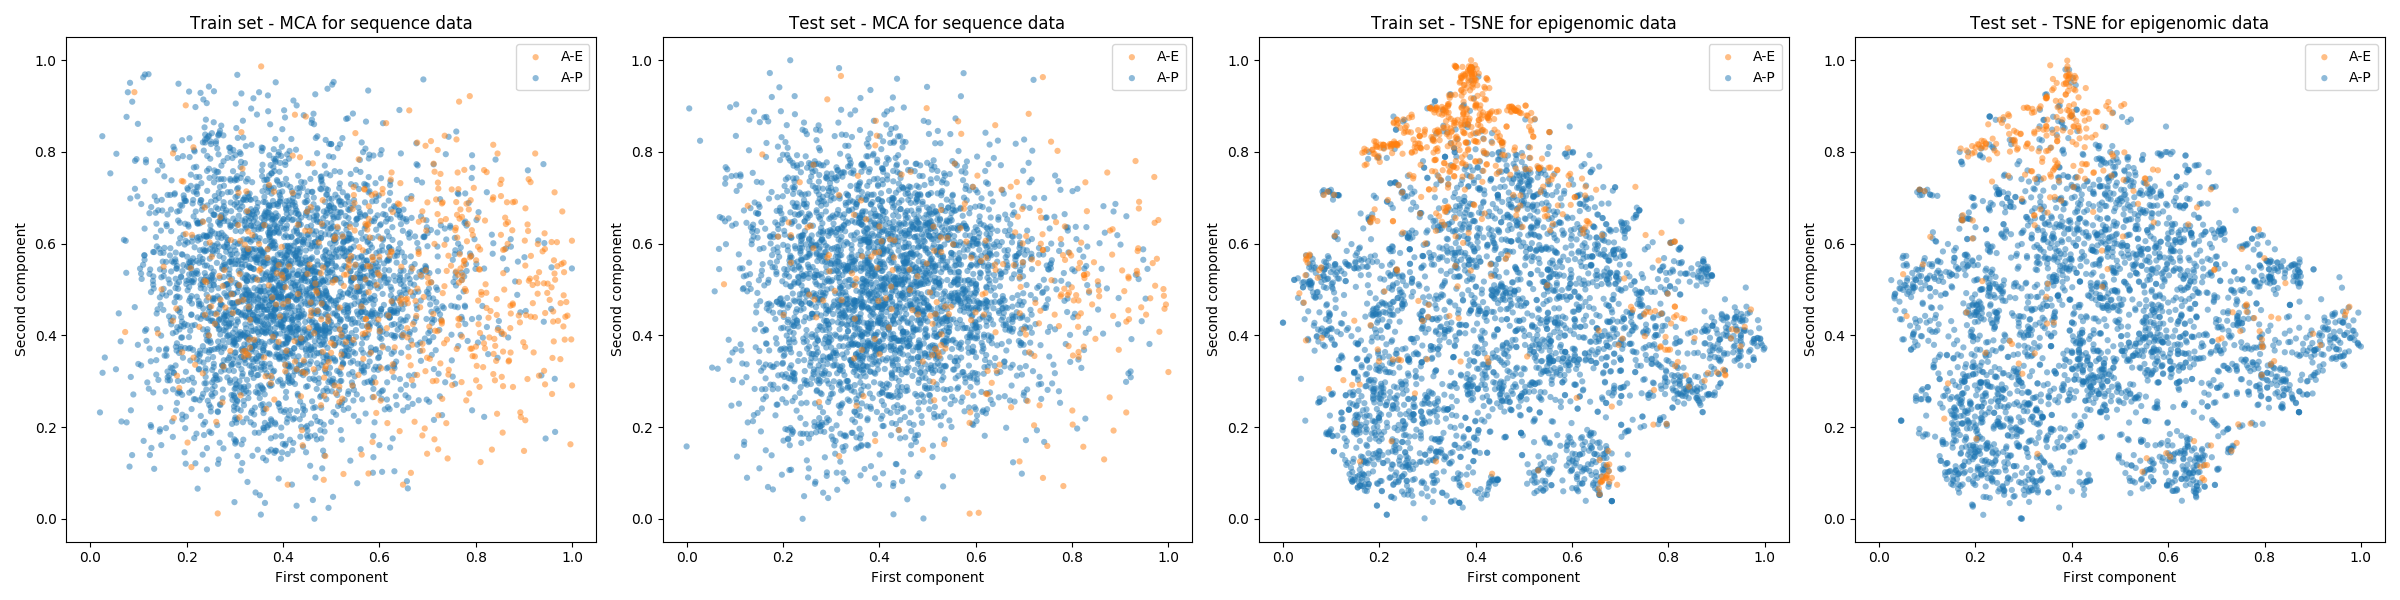 Train set - MCA for sequence data
A-E
A-P
1.0
0.8
0.6
0.4
0.2
0.0
Second component
0.0 0.2 0.4 0.6 0.8 1.0
First component
Test set - MCA for sequence data
A-E
A-P
1.0
0.8
0.6
0.4
0.2
0.0
Second component
0.0 0.2 0.4 0.6 0.8 1.0
First component
Train set - TSNE for epigenomic data
A-E
A-P
1.0
0.8
0.6
0.4
0.2
0.0
Second component
0.0 0.2 0.4 0.6 0.8 1.0
First component
Test set - TSNE for epigenomic data
A-E
A-P
1.0
0.8
0.6
0.4
0.2
0.0
Second component
0.0 0.2 0.4 0.6 0.8 1.0
First component